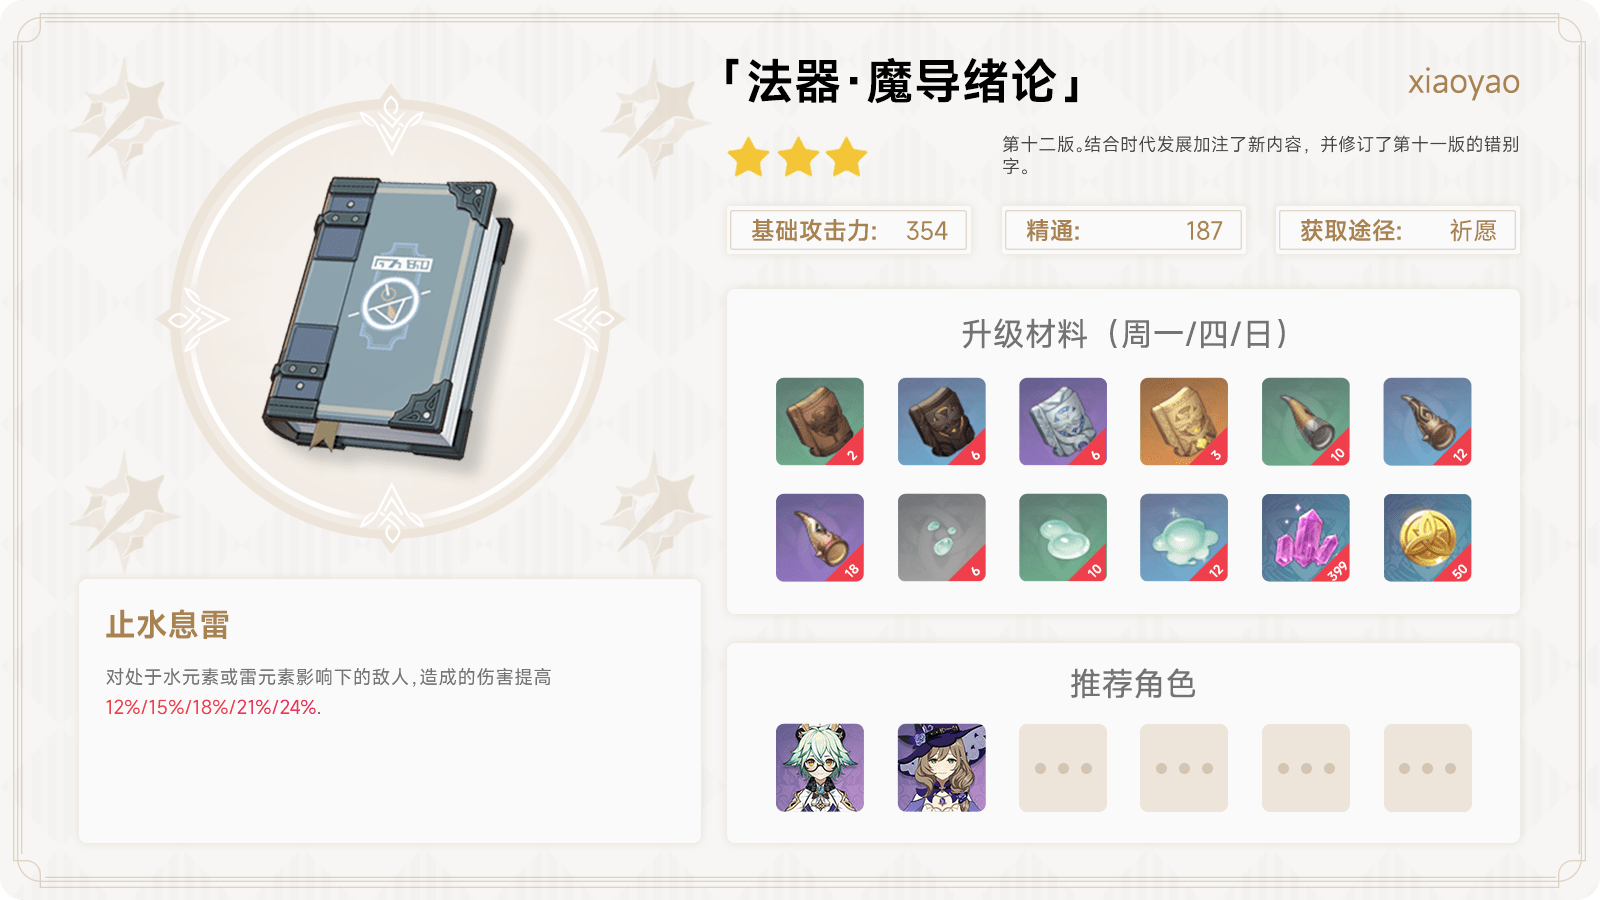 「法器·魔导绪论」
xiaoyao
第十二版。结合时代发展加注了新内容，并修订了第十一版的错别
字。
基础攻击力: 354
精通: 187
获取途径: 祈愿
升级材料（周一/四/日）
2 6 6 3 10 12
18 6 10 12 399 50
止水息雷
对处于水元素或雷元素影响下的敌人,造成的伤害提高
12%/15%/18%/21%/24%.
推荐角色